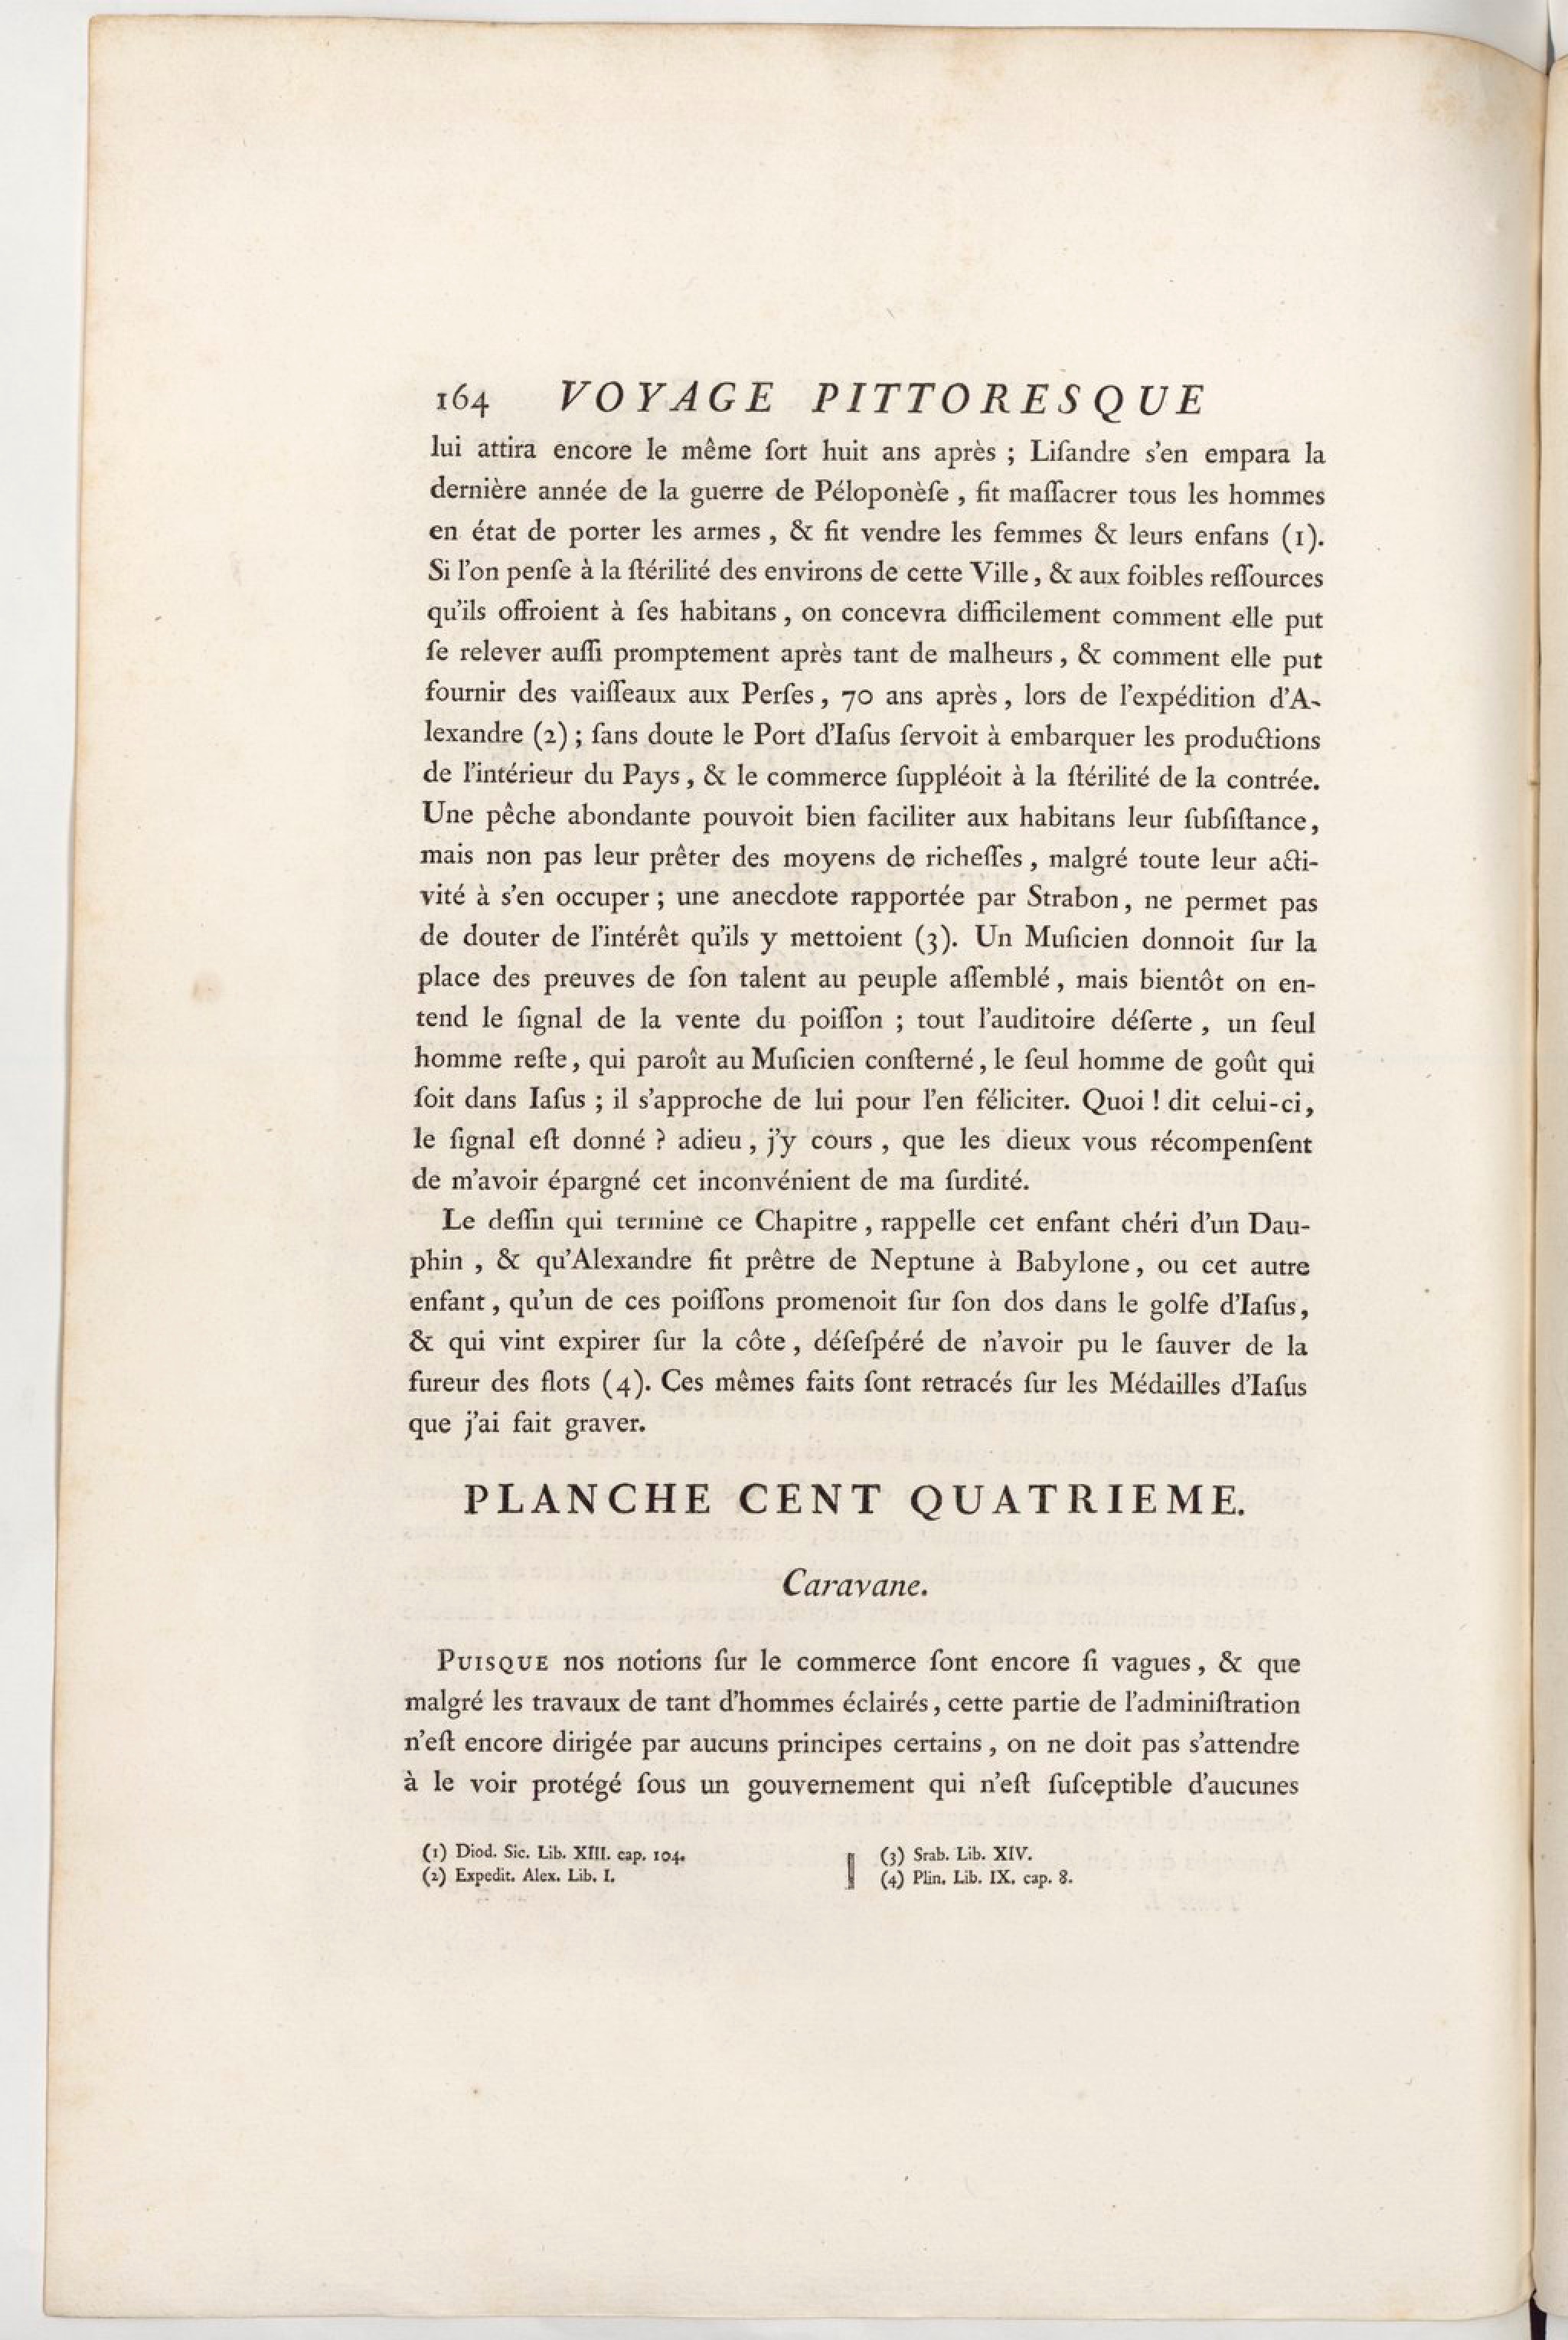 164 VOYAGE PITTORESQUE
lui attira encore le même ſort huit ans après ; Liſandre s'en empara la
dernière année de la guerre de Péloponèſe , fit maſſacrer tous les hommes
en état de porter les armes , & fit vendre les femmes & leurs enfans (1).
Si l'on penſe à la ſtérilité des environs de cette Ville, & aux foibles reſſources
qu'ils offroient à ſes habitans , on concevra difficilement comment elle put
ſe relever auſſi promptement après tant de malheurs , & comment elle put
fournir des vaiſſeaux aux Perſes, 70 ans après, lors de l'expédition d'A-
lexandre (2) ; ſans doute le Port d'Iaſus ſervoit à embarquer les productions
de l'intérieur du Pays , & le commerce ſuppléoit à la ſtérilité de la contrée.
Une pêche abondante pouvoit bien faciliter aux habitans leur ſubſiſtance,
mais non pas leur prêter des moyens de richeſſes , malgré toute leur acti-
vité à s'en occuper ; une anecdote rapportée par Strabon, ne permet pas
de douter de l'intérêt qu'ils y mettoient (3). Un Muſicien donnoit ſur la
place des preuves de ſon talent au peuple aſſemblé, mais bientôt on en-
tend le ſignal de la vente du poiſſon ; tout l'auditoire déſerte , un ſeul
homme reſte, qui paroît au Muſicien conſterné, le ſeul homme de goût qui
ſoit dans Iaſus ; il s'approche de lui pour l'en féliciter. Quoi ! dit celui-ci,
le ſignal eſt donné ? adieu, j'y cours , que les dieux vous récompenſent
de m'avoir épargné cet inconvénient de ma ſurdité.
Le deſſin qui termine ce Chapitre , rappelle cet enfant chéri d'un Dau-
phin , & qu'Alexandre fit prêtre de Neptune à Babylone, ou cet autre
enfant, qu'un de ces poiſſons promenoit ſur ſon dos dans le golfe d'Iaſus,
& qui vint expirer ſur la côte, déſeſpéré de n'avoir pu le ſauver de la
fureur des flots (4). Ces mêmes faits ſont retracés ſur les Médailles d'Iaſus
que j'ai fait graver.
PLANCHE CENT QUATRIEME.
Caravane.
PUISQUE nos notions ſur le commerce ſont encore ſi vagues, & que
malgré les travaux de tant d'hommes éclairés, cette partie de l'adminiſtration
n'eſt encore dirigée par aucuns principes certains , on ne doit pas s'attendre
à le voir protégé ſous un gouvernement qui n'eſt ſuſceptible d'aucunes
(1) Diod. Sic. Lib. XIII. cap. 104.
(2) Expedit. Alex. Lib. I.
(3) Srab. Lib. XIV.
(4) Plin. Lib. IX. cap. 8.